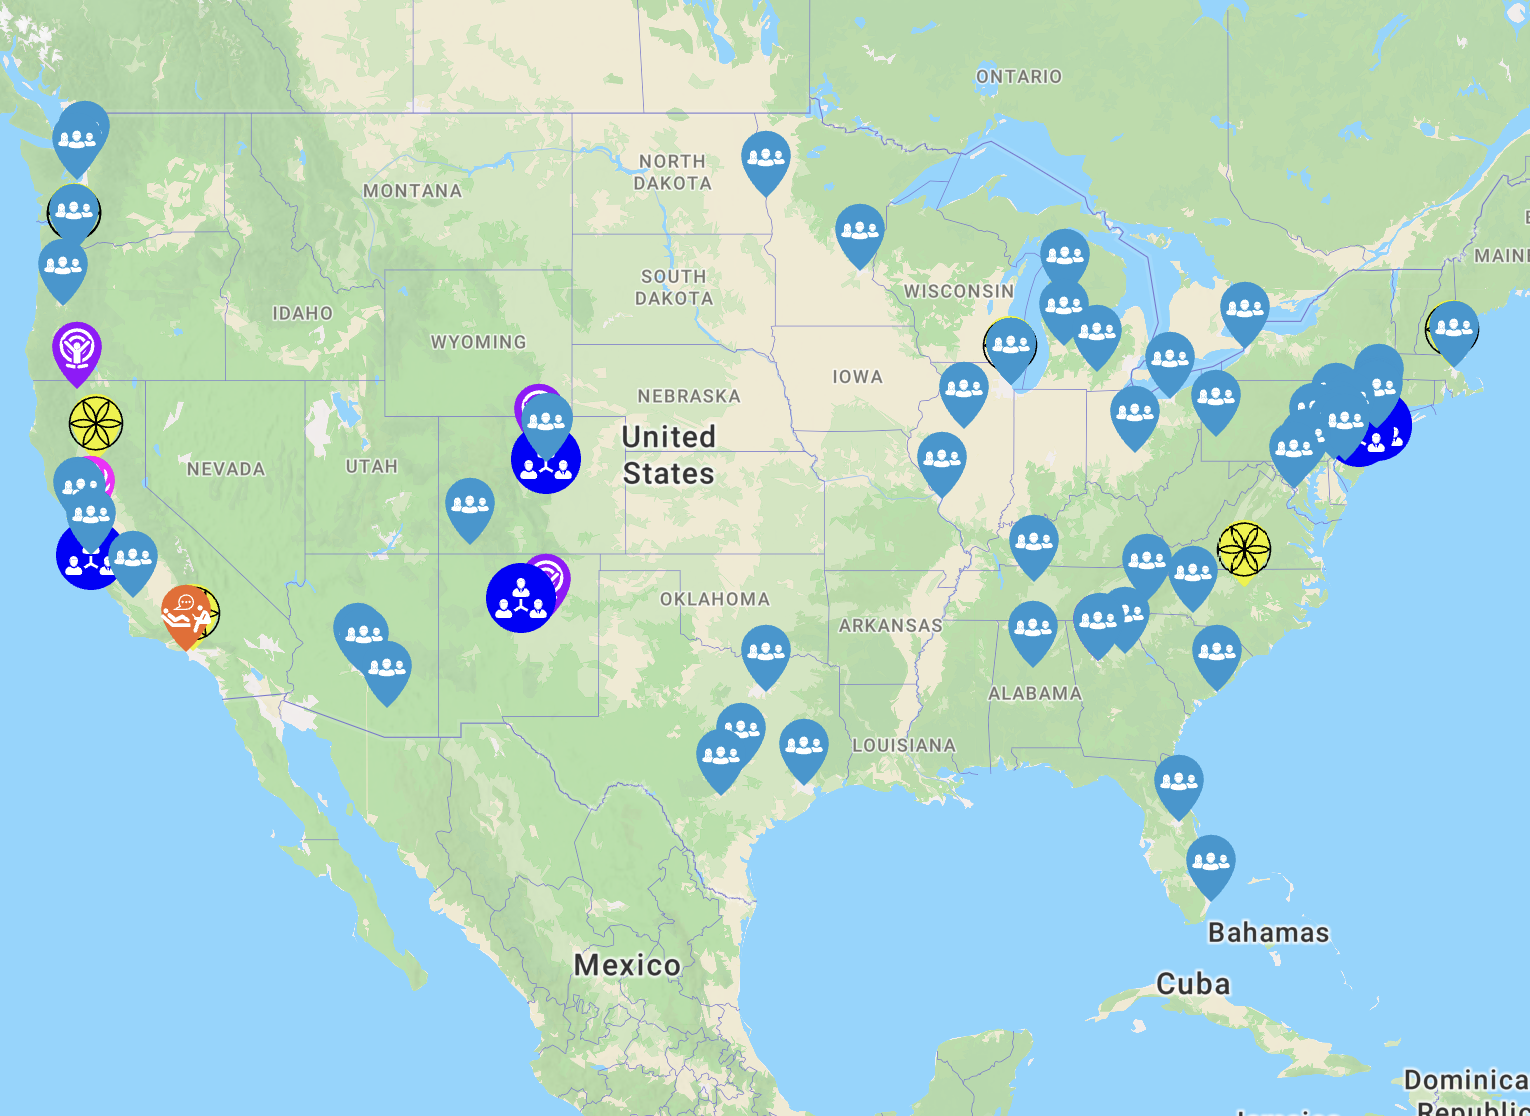 ONTARIO
NORTH
DAKOTA
MONTANA
MAINE
SOUTH
DAKOTA
WISCONSIN
IDAHO
WYOMING
IOWA
NEBRASKA
United
States
NEVADA
UTAH
OKLAHOMA
ARKANSAS
ALABAMA
LOUISIANA
Bahamas
Mexico
Cuba
Dominica
Republic
Jamaica